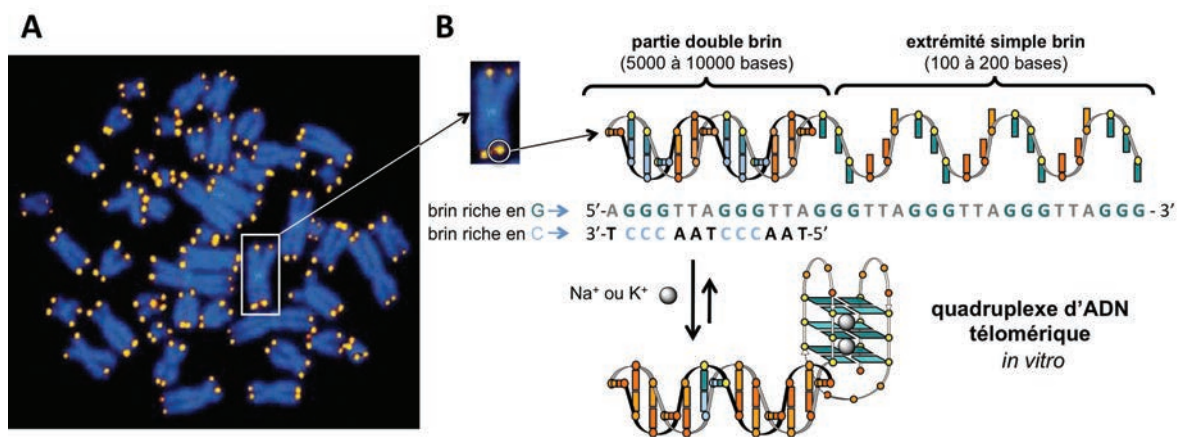 A
B
partie double brin
(5000 à 10000 bases)
extrémité simple brin
(100 à 200 bases)
brin riche en G 5’-AGGGTTAGGGTTAGGGTTAGGGTTAGGGTTAGGG-3’
brin riche en C 3’-TCCCAATCCCAAT-5’
Na⁺ ou K⁺
quadruplexe d’ADN
télomérique
in vitro